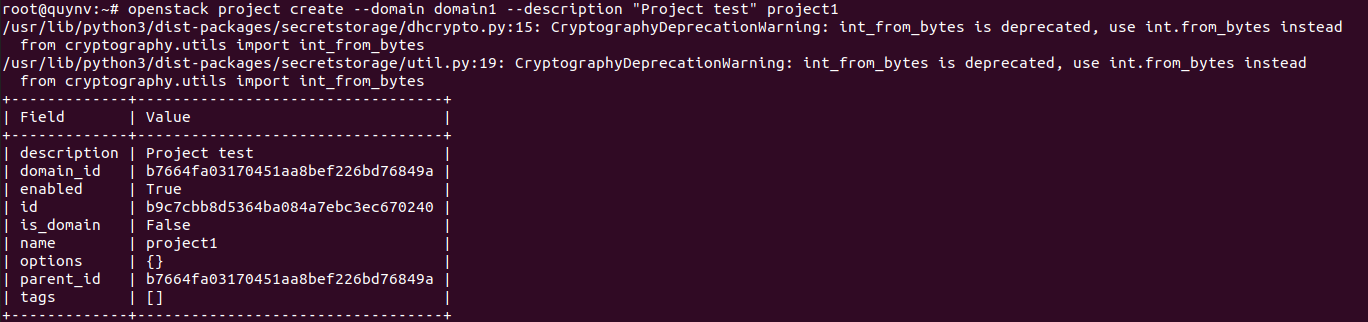 root@quynv:~# openstack project create --domain domain1 --description "Project test" project1
/usr/lib/python3/dist-packages/secretstorage/dhcrypto.py:15: CryptographyDeprecationWarning: int_from_bytes is deprecated, use int.from_bytes instead
  from cryptography.utils import int_from_bytes
/usr/lib/python3/dist-packages/secretstorage/util.py:19: CryptographyDeprecationWarning: int_from_bytes is deprecated, use int.from_bytes instead
  from cryptography.utils import int_from_bytes
+-------------+----------------------------------+
| Field       | Value                            |
+-------------+----------------------------------+
| description | Project test                     |
| domain_id   | b7664fa03170451aa8bef226bd76849a |
| enabled     | True                             |
| id          | b9c7cbb8d5364ba084a7ebc3ec670240 |
| is_domain   | False                            |
| name        | project1                         |
| options     | {}                               |
| parent_id   | b7664fa03170451aa8bef226bd76849a |
| tags        | []                               |
+-------------+----------------------------------+